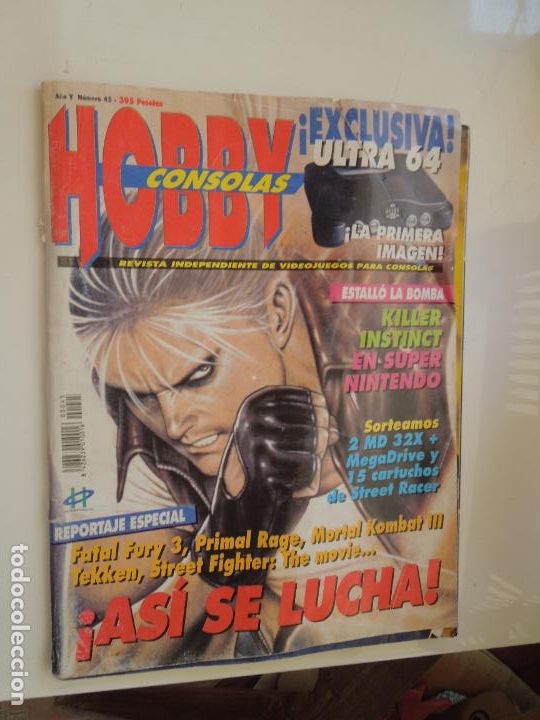 Año V Número 45 - 395 Pesetas
HOBBY
CONSOLAS
¡EXCLUSIVA!
ULTRA 64
¡LA PRIMERA
IMAGEN!
REVISTA INDEPENDIENTE DE VIDEOJUEGOS PARA CONSOLAS
ESTALLÓ LA BOMBA
KILLER
INSTINCT
EN SUPER
NINTENDO
Sorteamos
2 MD 32X +
MegaDrive y
15 cartuchos
de Street Racer
00045
REPORTAJE ESPECIAL
Fatal Fury 3, Primal Rage, Mortal Kombat III
Tekken, Street Fighter: The movie...
¡ASÍ SE LUCHA!
todocoleccion.net